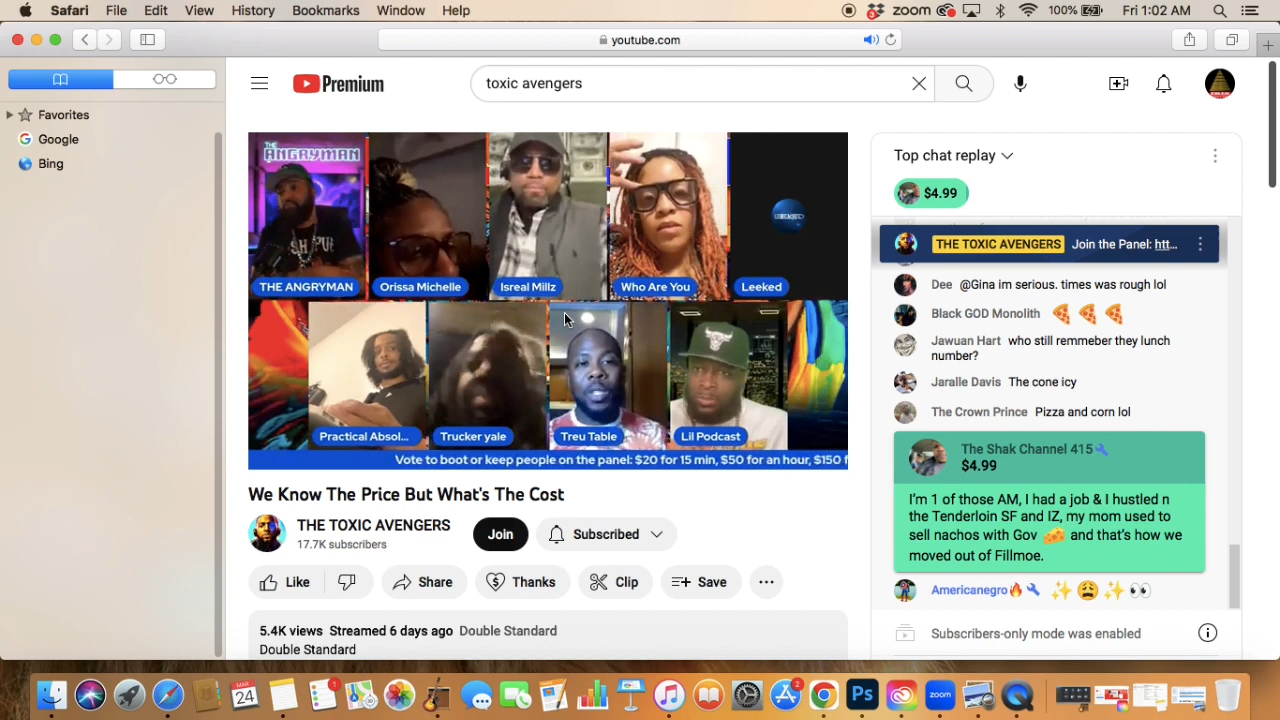 Safari File Edit View History Bookmarks Window Help
zoom 100% Fri 1:02 AM
youtube.com
Premium
toxic avengers
Favorites
Google
Bing
THE ANGRYMAN
THE ANGRYMAN Orissa Michelle Isreal Millz Who Are You Leeked
Practical Absol... Trucker yale Treu Table Lil Podcast
Vote to boot or keep people on the panel: $20 for 15 min, $50 for an hour, $150 f
We Know The Price But What's The Cost
THE TOXIC AVENGERS
17.7K subscribers
Join
Subscribed
Like
Share
Thanks
Clip
Save
5.4K views Streamed 6 days ago Double Standard
Double Standard
Top chat replay
$4.99
THE TOXIC AVENGERS Join the Panel: htt...
Dee @Gina im serious. times was rough lol
Black GOD Monolith 🍕 🍕 🍕
Jawuan Hart who still remmeber they lunch
number?
Jaralle Davis The cone icy
The Crown Prince Pizza and corn lol
The Shak Channel 415
$4.99
I'm 1 of those AM, I had a job & I hustled n
the Tenderloin SF and IZ, my mom used to
sell nachos with Gov 🧀 and that's how we
moved out of Fillmoe.
Americanegro🔥 ✨ 😩 ✨ 👀
Subscribers-only mode was enabled
MAR
24
1
2
Ps
zoom